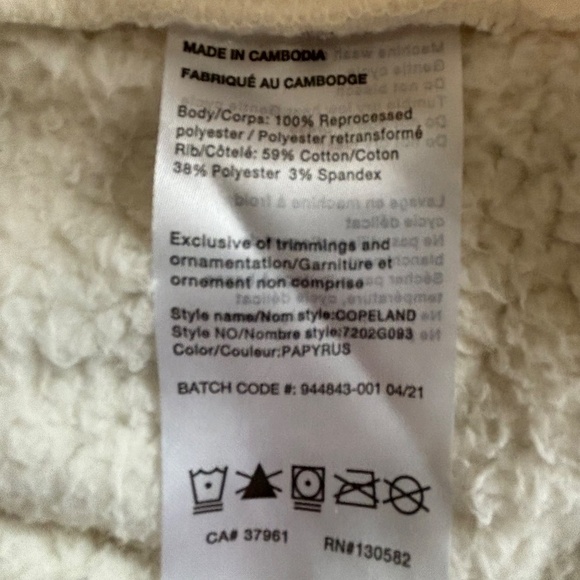 MADE IN CAMBODIA
FABRIQUÉ AU CAMBODGE
Body/Corps: 100% Reprocessed
polyester / Polyester retransformé
Rib/Côtelé: 59% Cotton/Coton
38% Polyester 3% Spandex
Exclusive of trimmings and
ornamentation/Garniture et
ornement non comprise
Style name/Nom style:COPELAND
Style NO/Nombre style:7202G093
Color/Couleur:PAPYRUS
BATCH CODE #: 944843-001 04/21
CA# 37961
RN#130582